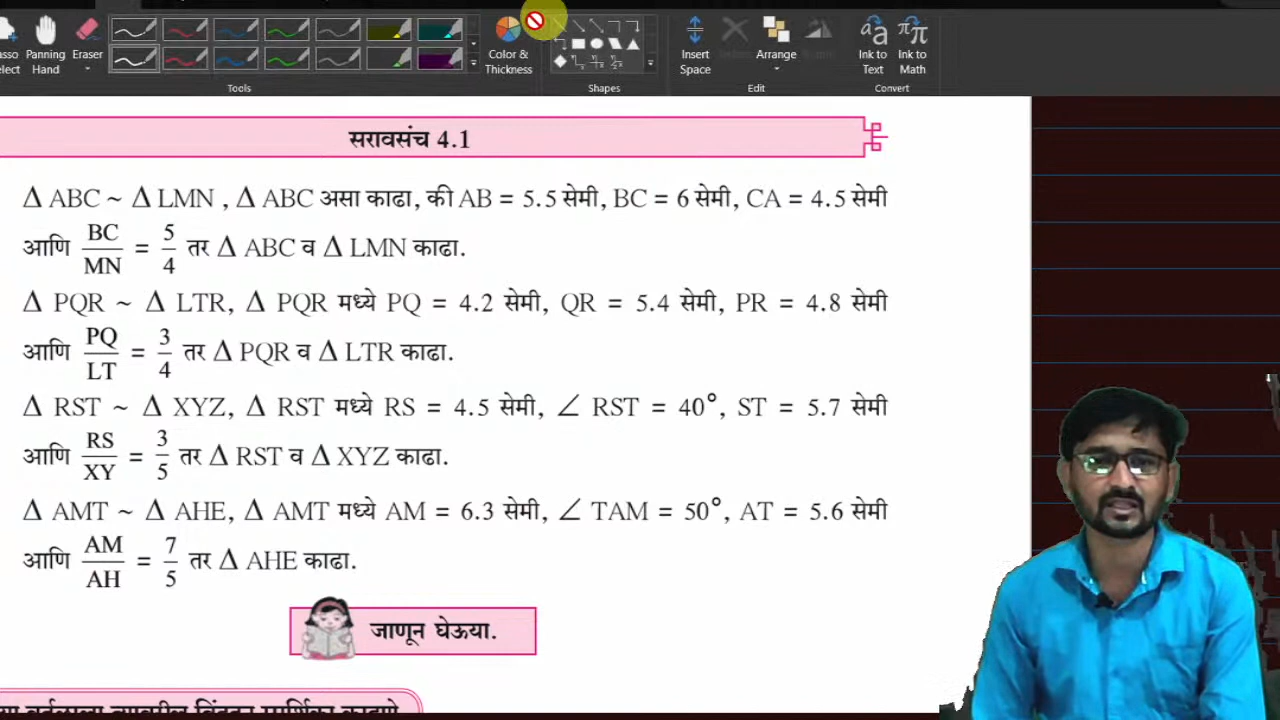 Panning
Hand
Eraser
Color &
Thickness
Insert
Space
Arrange
Ink to
Text
Ink to
Math
Tools
Shapes
Edit
Convert
सरावसंच 4.1
Δ ABC ~ Δ LMN , Δ ABC असा काढा, की AB = 5.5 सेमी, BC = 6 सेमी, CA = 4.5 सेमी
आणि BC/MN = 5/4 तर Δ ABC व Δ LMN काढा.
Δ PQR ~ Δ LTR, Δ PQR मध्ये PQ = 4.2 सेमी, QR = 5.4 सेमी, PR = 4.8 सेमी
आणि PQ/LT = 3/4 तर Δ PQR व Δ LTR काढा.
Δ RST ~ Δ XYZ, Δ RST मध्ये RS = 4.5 सेमी, ∠ RST = 40°, ST = 5.7 सेमी
आणि RS/XY = 3/5 तर Δ RST व Δ XYZ काढा.
Δ AMT ~ Δ AHE, Δ AMT मध्ये AM = 6.3 सेमी, ∠ TAM = 50°, AT = 5.6 सेमी
आणि AM/AH = 7/5 तर Δ AHE काढा.
जाणून घेऊया.